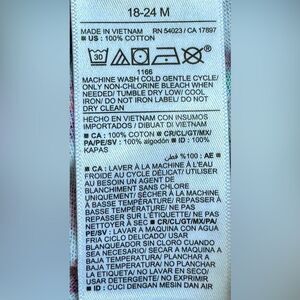 18-24 M
MADE IN VIETNAM RN 54023 / CA 17897
■ US : 100% COTTON
30
1166
MACHINE WASH COLD GENTLE CYCLE/
ONLY NON-CHLORINE BLEACH WHEN
NEEDED/ TUMBLE DRY LOW/ COOL
IRON/ DO NOT IRON LABEL/ DO NOT
DRY CLEAN
HECHO EN VIETNAM CON INSUMOS
IMPORTADOS / DIBUAT DI VIETNAM
■ CA : 100% COTON ■ CR/CL/GT/MX/
PA/PE/SV: 100% algodón ■ ID : 100%
KAPAS
■ AE : 100% قطن
■ CA : LAVER À LA MACHINE À L'EAU
FROIDE AU CYCLE DÉLICAT/ UTILISER
AU BESOIN UN AGENT DE
BLANCHIMENT SANS CHLORE
UNIQUEMENT/ SÉCHER À LA MACHINE
À BASSE TEMPÉRATURE/ REPASSER À
BASSE TEMPÉRATURE/ NE PAS
REPASSER SUR L'ÉTIQUETTE/ NE PAS
NETTOYER À SEC ■ CR/CL/GT/MX/PA/
PE/SV : LAVAR A MAQUINA CON AGUA
FRIA CICLO DELICADO/ USAR
BLANQUEADOR SIN CLORO CUANDO
SEA NECESARIO/ SECAR A MAQUINA A
BAJA TEMPERATURA/ PLANCHAR A
BAJA TEMPERATURA/ NO PLANCHAR
LA ETIQUETA/ NO LAVAR EN SECO/
USAR DETERGENTE/ NO EXPRIMIR
■ ID : CUCI DENGAN MESIN DAN AIR